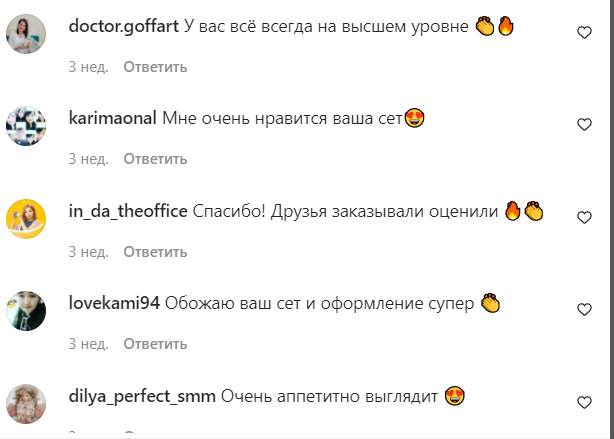 doctor.goffart У вас всё всегда на высшем уровне 👏🔥
3 нед. Ответить
karimaonal Мне очень нравится ваша сет😍
3 нед. Ответить
in_da_theoffice Спасибо! Друзья заказывали оценили 🔥👏
3 нед. Ответить
lovekami94 Обожаю ваш сет и оформление супер 👏
3 нед. Ответить
dilya_perfect_smm Очень аппетитно выглядит 😍